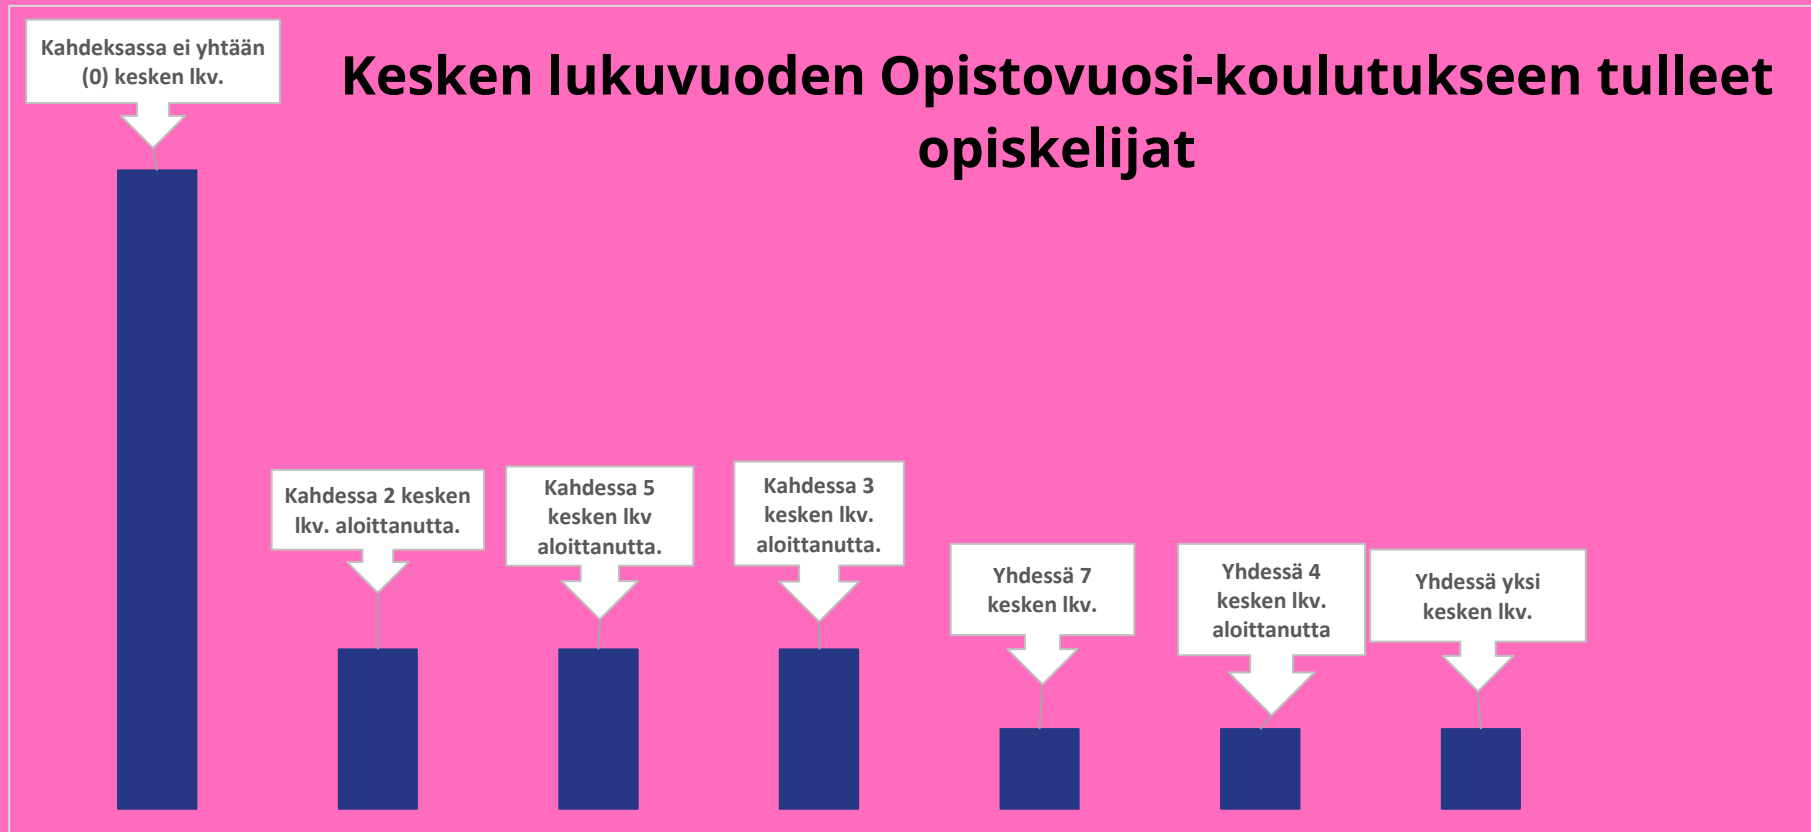 Kesken lukuvuoden Opistovuosi-koulutukseen tulleet
opiskelijat
Kahdeksassa ei yhtään
(0) kesken lkv.
Kahdessa 2 kesken
lkv. aloittanutta.
Kahdessa 5
kesken lkv
aloittanutta.
Kahdessa 3
kesken lkv.
aloittanutta.
Yhdessä 7
kesken lkv.
Yhdessä 4
kesken lkv.
aloittanutta
Yhdessä yksi
kesken lkv.